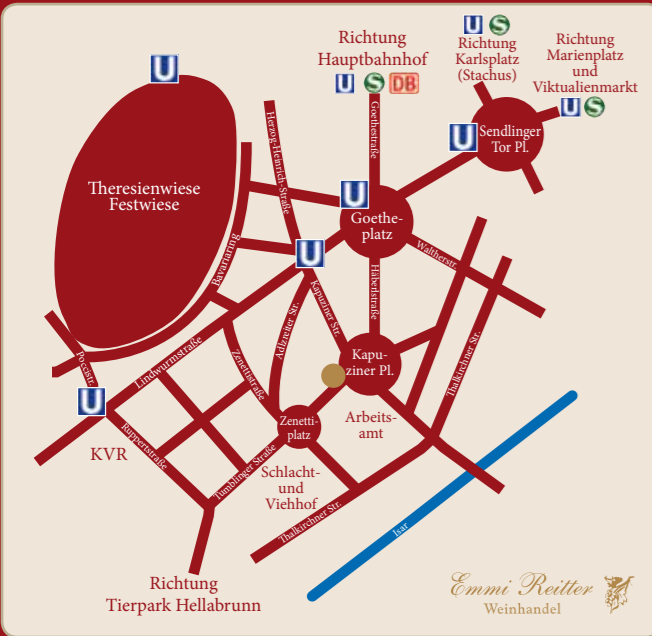 U
U S
Richtung
Karlsplatz
(Stachus)
Richtung
Hauptbahnhof
U S DB
Richtung
Marienplatz
und
Viktualienmarkt
U S
U
Sendlinger
Tor Pl.
Goethestraße
Herzog-Heinrich-Straße
Theresienwiese
Festwiese
U
Goethe-
platz
U
Bavariaring
Waltherstr.
Häberlstraße
Kapuziner Str.
Adlzreiter Str.
Zenettistraße
Lindwurmstraße
Poccistr.
U
KVR
Ruppertstraße
Kapu-
ziner Pl.
Thalkirchner Str.
Zenetti-
platz
Arbeits-
amt
Tumblinger Straße
Schlacht-
und
Viehhof
Thalkirchner Str.
Isar
Richtung
Tierpark Hellabrunn
Emmi Reitter
Weinhandel